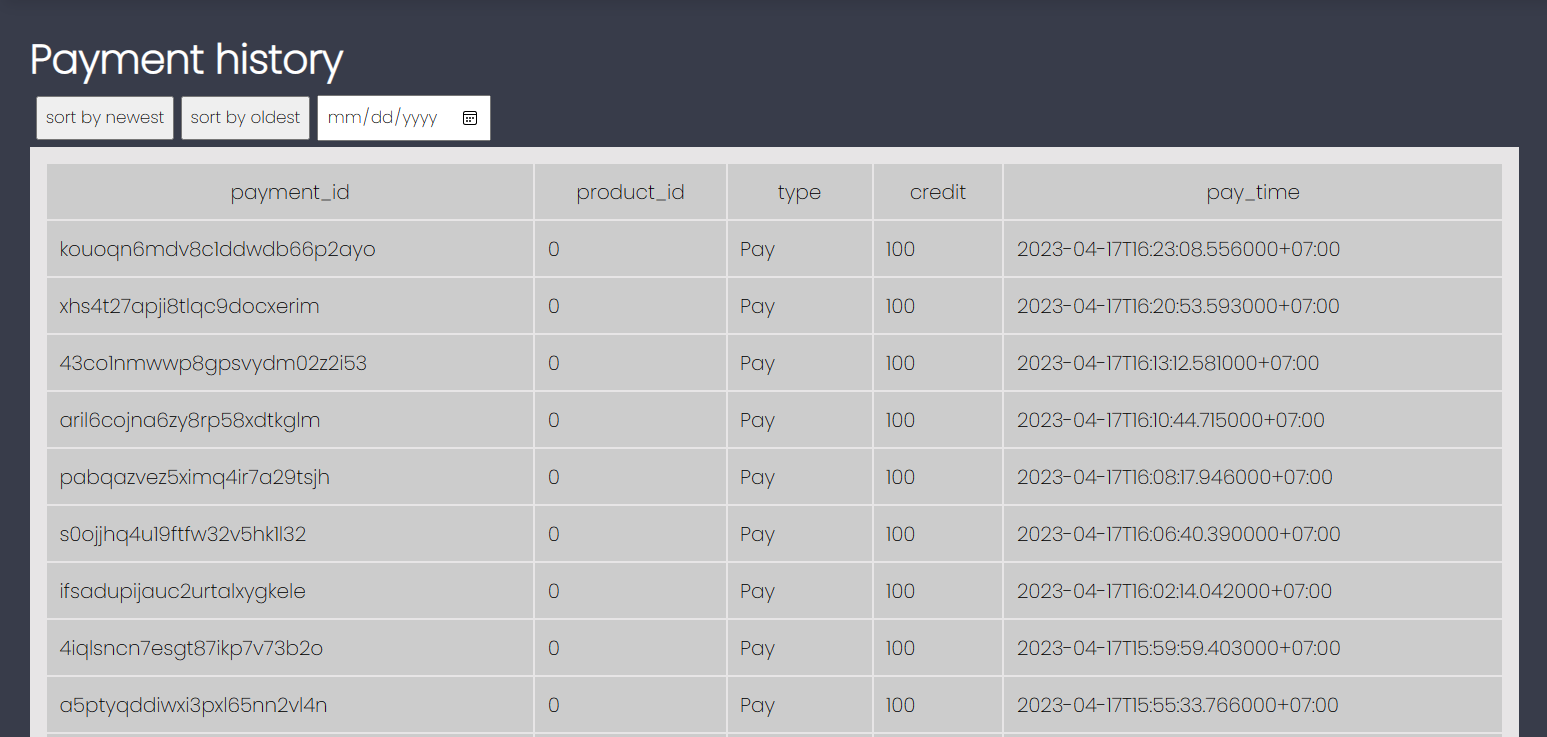 Payment history
sort by newest sort by oldest mm/dd/yyyy
payment_id product_id type credit pay_time
kouoqn6mdv8c1ddwdb66p2ayo 0 Pay 100 2023-04-17T16:23:08.556000+07:00
xhs4t27apji8tlqc9docxerim 0 Pay 100 2023-04-17T16:20:53.593000+07:00
43co1nmwwp8gpsvydm02z2i53 0 Pay 100 2023-04-17T16:13:12.581000+07:00
aril6cojna6zy8rp58xdtkglm 0 Pay 100 2023-04-17T16:10:44.715000+07:00
pabqazvez5ximq4ir7a29tsjh 0 Pay 100 2023-04-17T16:08:17.946000+07:00
s0ojjhq4u19ftfw32v5hk1l32 0 Pay 100 2023-04-17T16:06:40.390000+07:00
ifsadupijauc2urtalxygkele 0 Pay 100 2023-04-17T16:02:14.042000+07:00
4iqlsncn7esgt87ikp7v73b2o 0 Pay 100 2023-04-17T15:59:59.403000+07:00
a5ptyqddiwxi3pxl65nn2vl4n 0 Pay 100 2023-04-17T15:55:33.766000+07:00